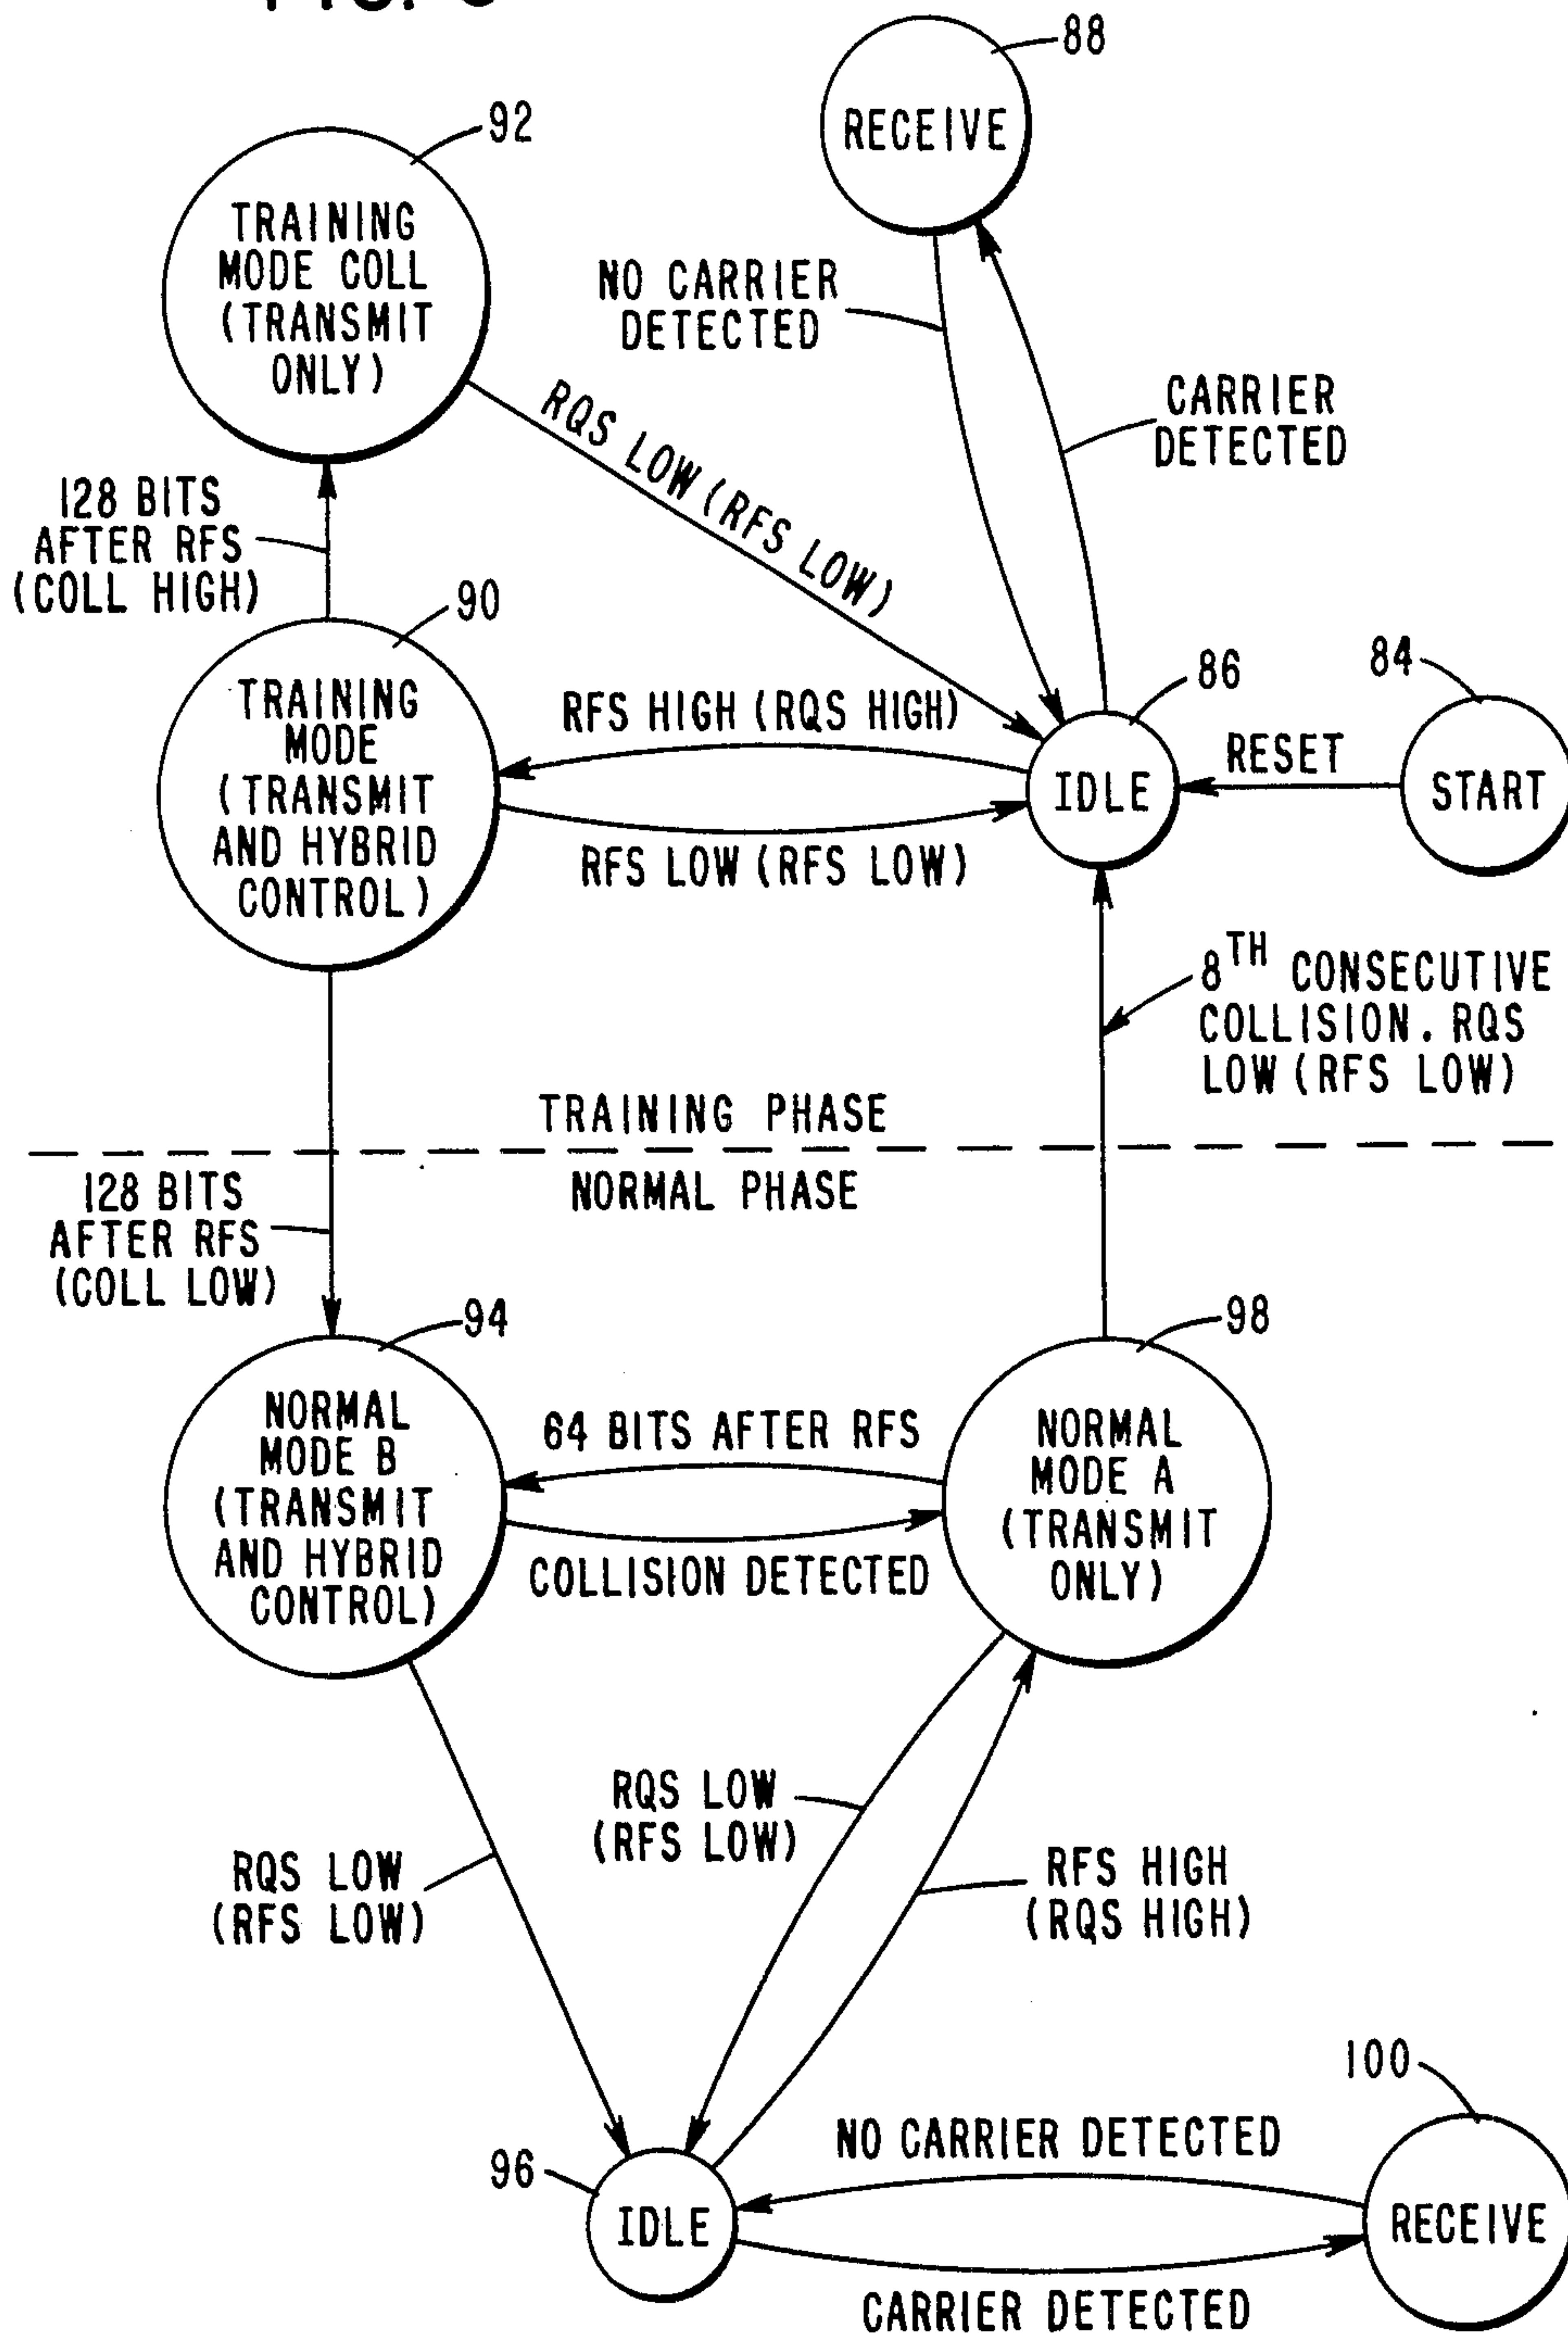 88
RECEIVE
92
TRAINING
MODE COLL
(TRANSMIT
ONLY)
NO CARRIER
DETECTED
CARRIER
DETECTED
RQS LOW (RFS LOW)
128 BITS
AFTER RFS
(COLL HIGH)
90
TRAINING
MODE
(TRANSMIT
AND HYBRID
CONTROL)
RFS HIGH (RQS HIGH)
RFS LOW (RFS LOW)
86
IDLE
RESET
84
START
8TH CONSECUTIVE
COLLISION. RQS
LOW (RFS LOW)
TRAINING PHASE
NORMAL PHASE
128 BITS
AFTER RFS
(COLL LOW)
94
NORMAL
MODE B
(TRANSMIT
AND HYBRID
CONTROL)
64 BITS AFTER RFS
COLLISION DETECTED
98
NORMAL
MODE A
(TRANSMIT
ONLY)
RQS LOW
(RFS LOW)
RQS LOW
(RFS LOW)
RFS HIGH
(RQS HIGH)
96
IDLE
NO CARRIER DETECTED
CARRIER DETECTED
100
RECEIVE